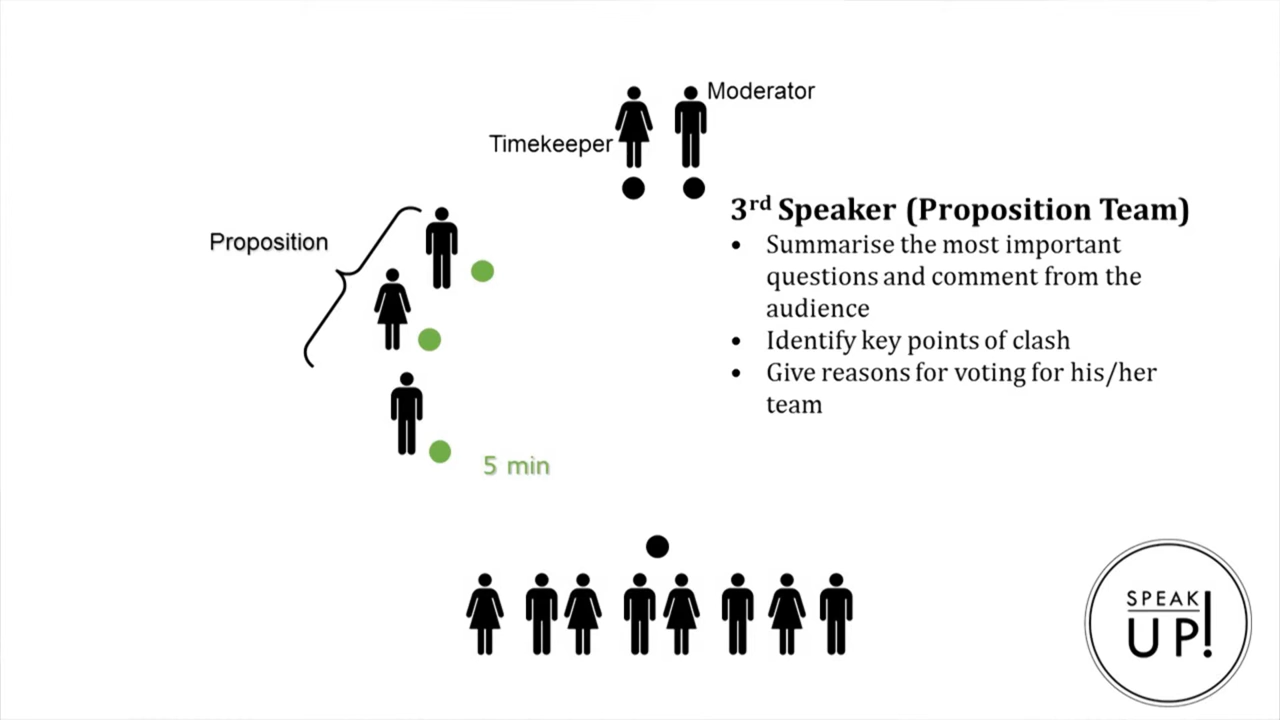 Moderator
Timekeeper
3rd Speaker (Proposition Team)
Proposition
• Summarise the most important
questions and comment from the
audience
• Identify key points of clash
• Give reasons for voting for his/her
team
5 min
SPEAK
UP!